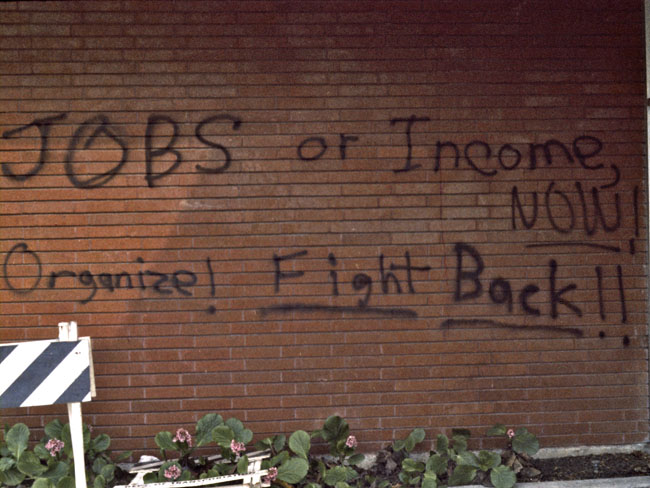 JOBS or Income,
NOW!
Organize! Fight Back!!